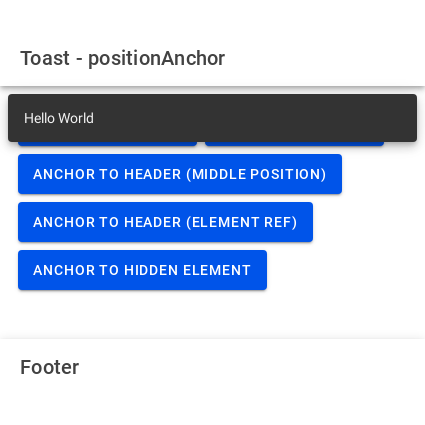 Toast - positionAnchor
Hello World
ANCHOR TO HEADER (MIDDLE POSITION)
ANCHOR TO HEADER (ELEMENT REF)
ANCHOR TO HIDDEN ELEMENT
Footer